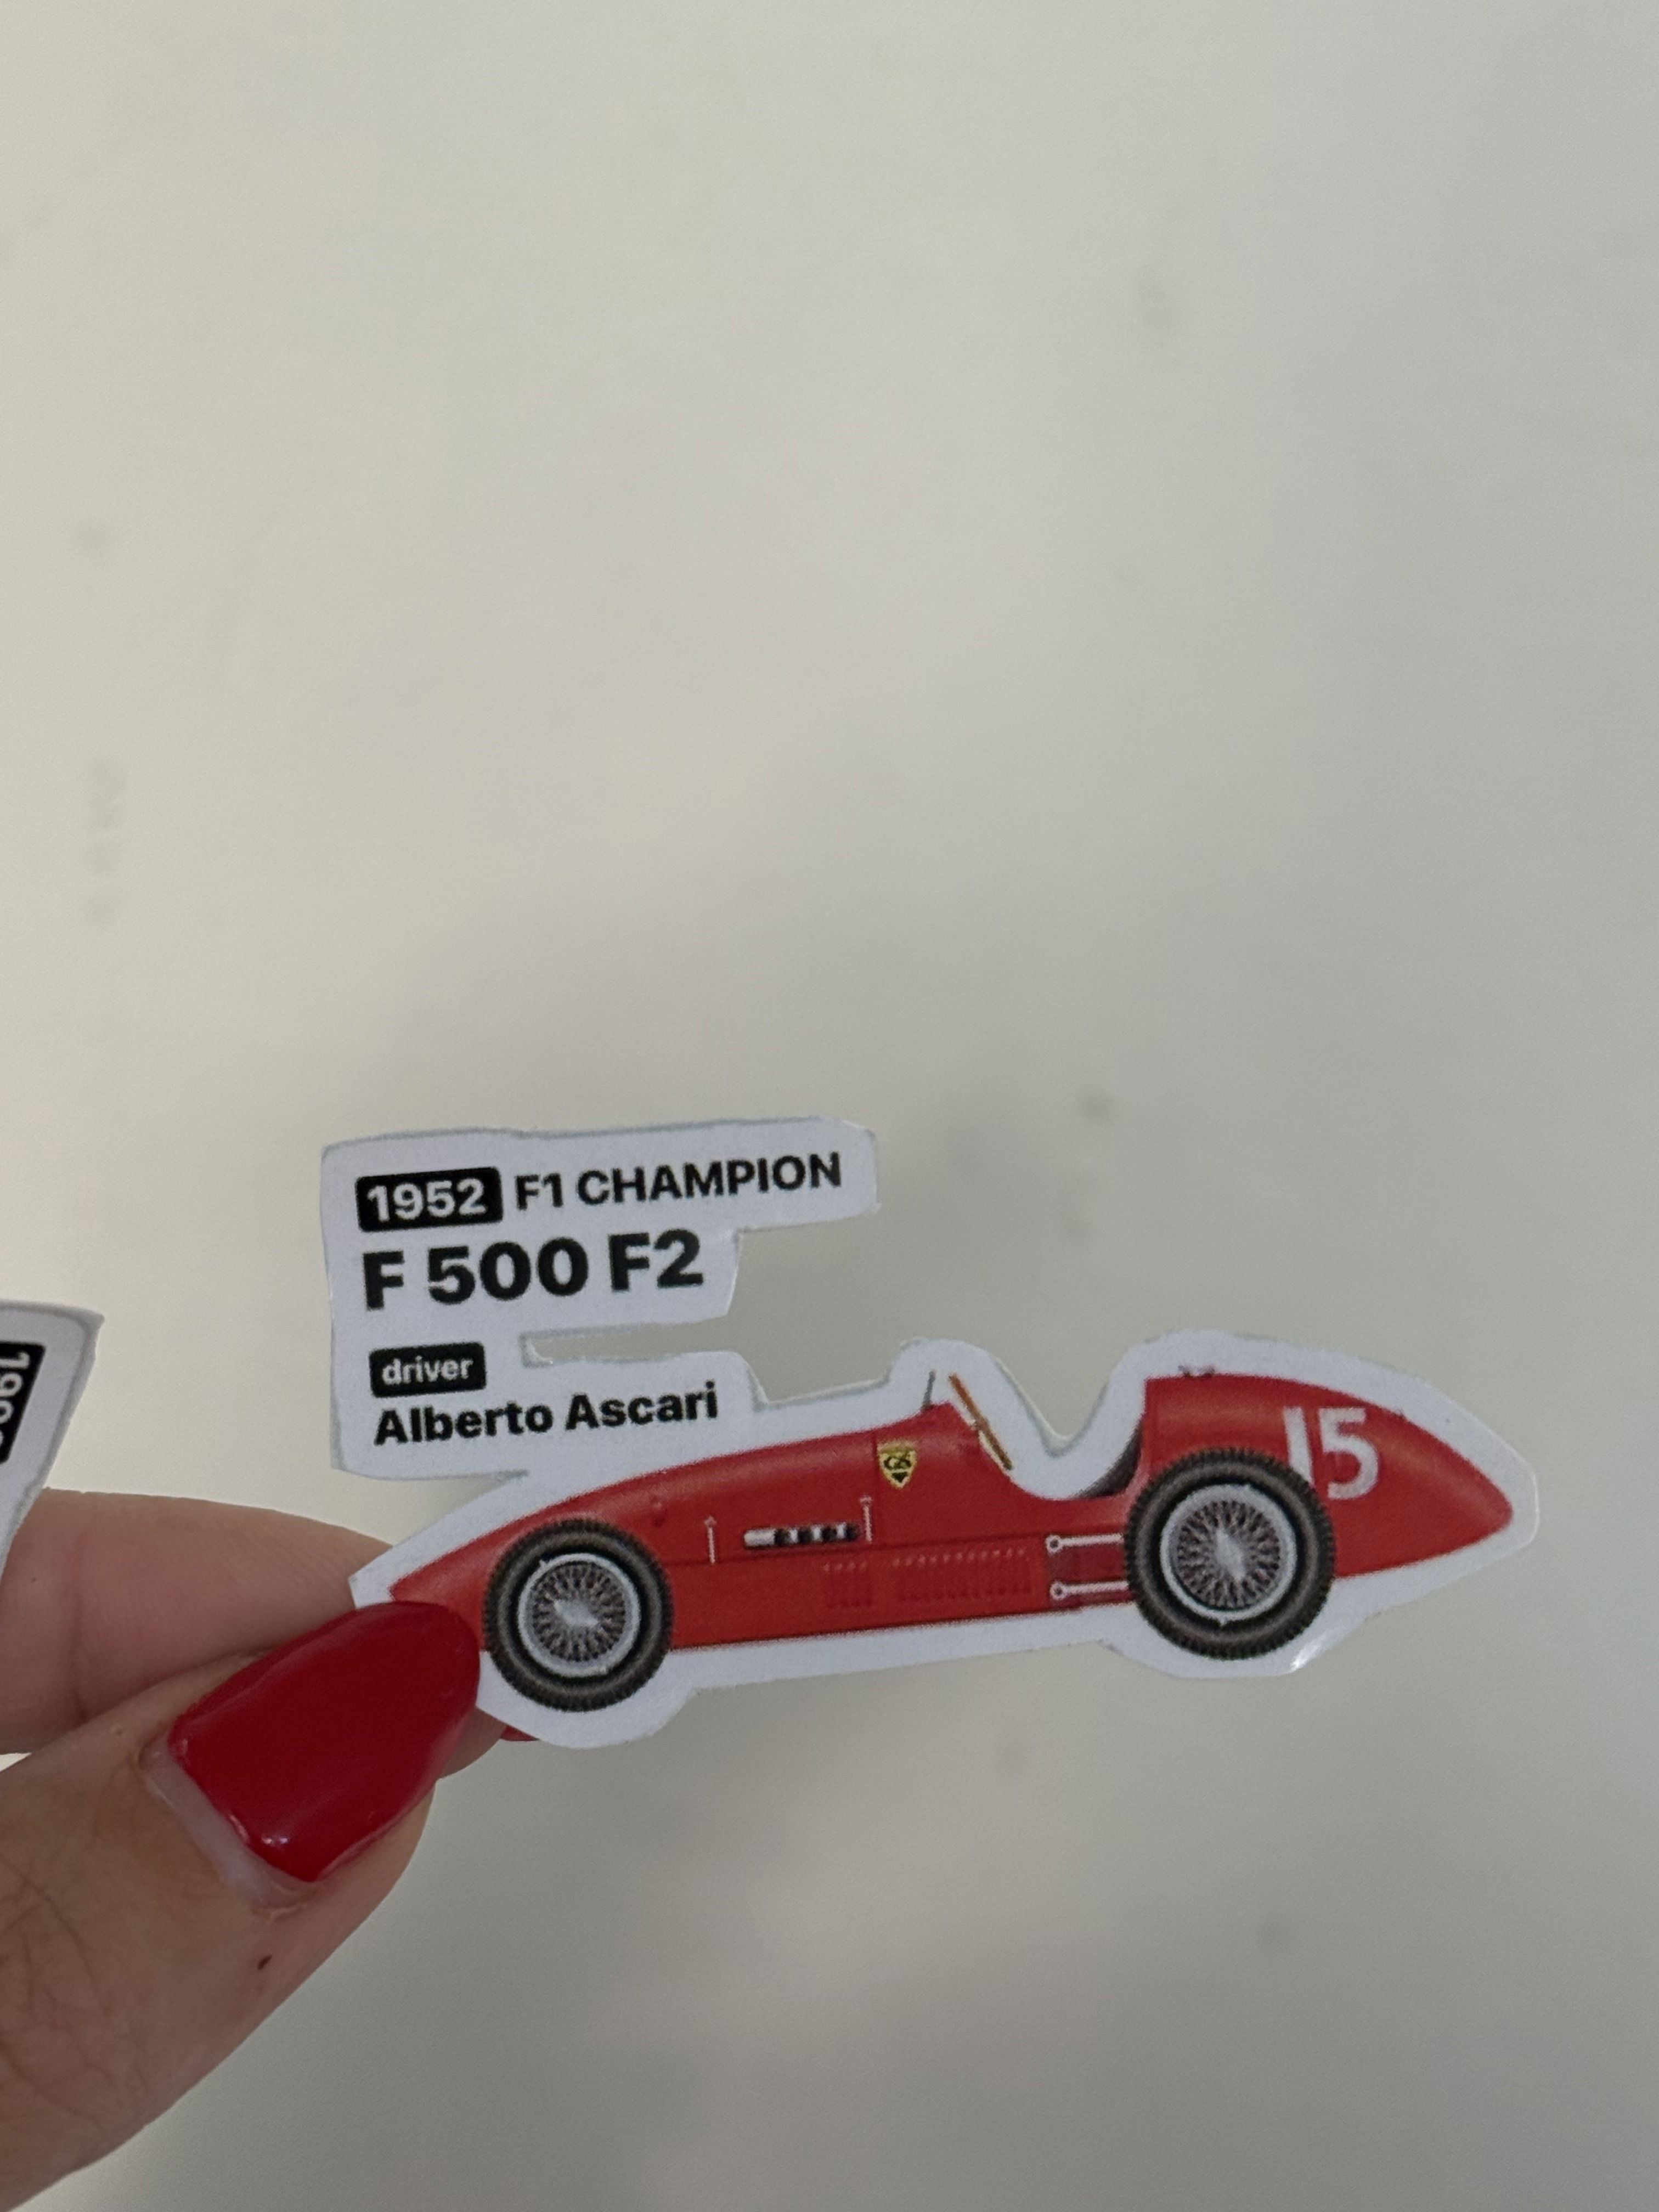 1952 F1 CHAMPION
F 500 F2
driver
Alberto Ascari
15